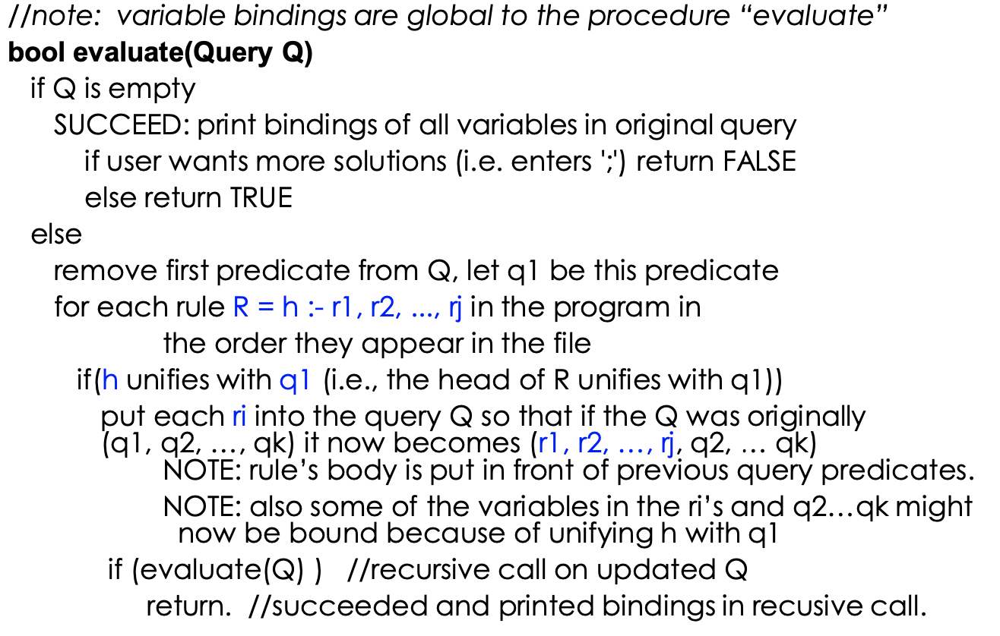 //note:  variable bindings are global to the procedure “evaluate”
bool evaluate(Query Q)
if Q is empty
SUCCEED: print bindings of all variables in original query
if user wants more solutions (i.e. enters ';') return FALSE
else return TRUE
else
remove first predicate from Q, let q1 be this predicate
for each rule R = h :- r1, r2, ..., rj in the program in
the order they appear in the file
if(h unifies with q1 (i.e., the head of R unifies with q1))
put each ri into the query Q so that if the Q was originally
(q1, q2, …, qk) it now becomes (r1, r2, …, rj, q2, … qk)
NOTE: rule’s body is put in front of previous query predicates.
NOTE: also some of the variables in the ri’s and q2…qk might
now be bound because of unifying h with q1
if (evaluate(Q) )   //recursive call on updated Q
return.  //succeeded and printed bindings in recusive call.